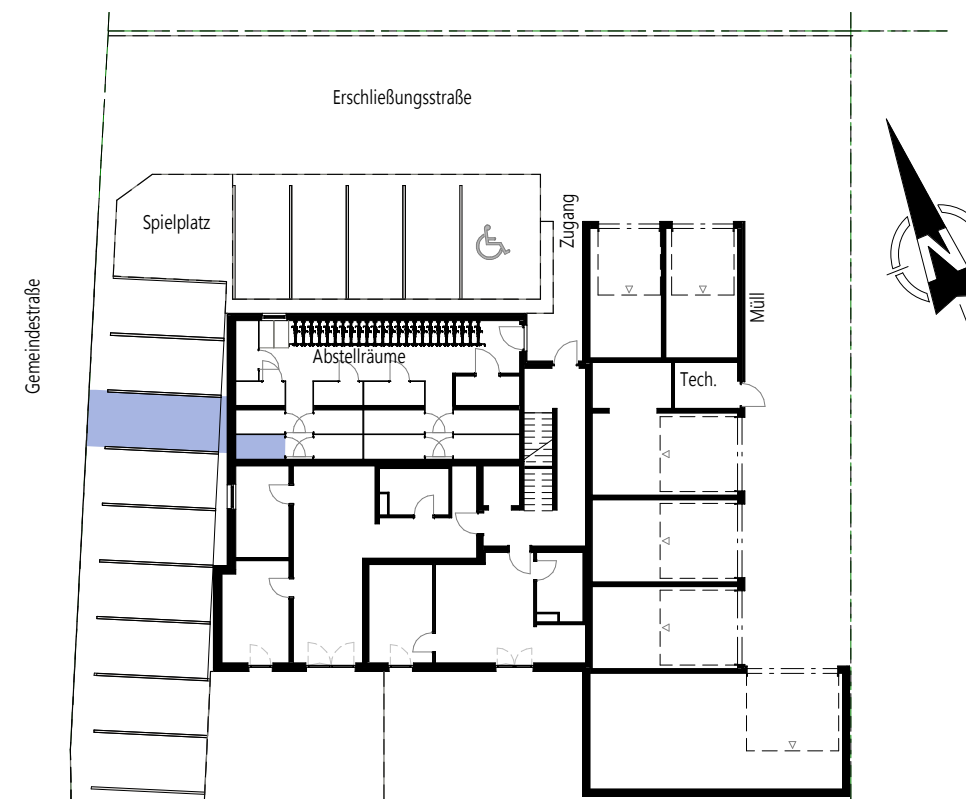 Erschließungsstraße
Spielplatz
Zugang
Gemeindestraße
Müll
Abstellräume
Tech.